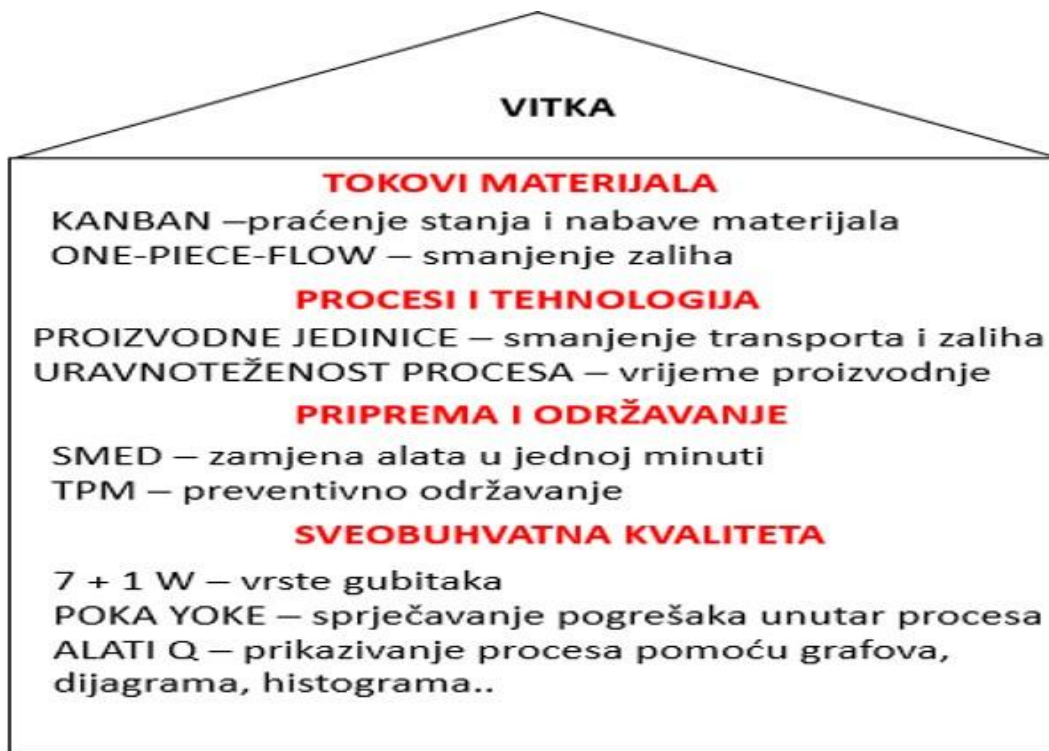 VITKA
TOKOVI MATERIJALA
KANBAN –praćenje stanja i nabave materijala
ONE-PIECE-FLOW – smanjenje zaliha
PROCESI I TEHNOLOGIJA
PROIZVODNE JEDINICE – smanjenje transporta i zaliha
URAVNOTEŽENOST PROCESA – vrijeme proizvodnje
PRIPREMA I ODRŽAVANJE
SMED – zamjena alata u jednoj minuti
TPM – preventivno održavanje
SVEOBUHVATNA KVALITETA
7 + 1 W – vrste gubitaka
POKA YOKE – sprječavanje pogrešaka unutar procesa
ALATI Q – prikazivanje procesa pomoću grafova,
dijagrama, histograma..